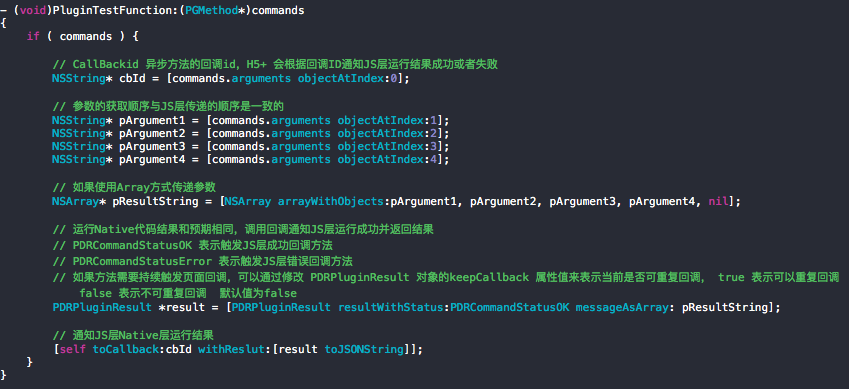 - (void)PluginTestFunction:(PGMethod*)commands
{
    if ( commands ) {
        // CallBackid 异步方法的回调id，H5+ 会根据回调ID通知JS层运行结果成功或者失败
        NSString* cbId = [commands.arguments objectAtIndex:0];
        // 参数的获取顺序与JS层传递的顺序是一致的
        NSString* pArgument1 = [commands.arguments objectAtIndex:1];
        NSString* pArgument2 = [commands.arguments objectAtIndex:2];
        NSString* pArgument3 = [commands.arguments objectAtIndex:3];
        NSString* pArgument4 = [commands.arguments objectAtIndex:4];
        // 如果使用Array方式传递参数
        NSArray* pResultString = [NSArray arrayWithObjects:pArgument1, pArgument2, pArgument3, pArgument4, nil];
        // 运行Native代码结果和预期相同，调用回调通知JS层运行成功并返回结果
        // PDRCommandStatusOK 表示触发JS层成功回调方法
        // PDRCommandStatusError 表示触发JS层错误回调方法
        // 如果方法需要持续触发页面回调，可以通过修改 PDRPluginResult 对象的keepCallback 属性值来表示当前是否可重复回调， true 表示可以重复回调
            false 表示不可重复回调  默认值为false
        PDRPluginResult *result = [PDRPluginResult resultWithStatus:PDRCommandStatusOK messageAsArray: pResultString];
        // 通知JS层Native层运行结果
        [self toCallback:cbId withReslut:[result toJSONString]];
    }
}